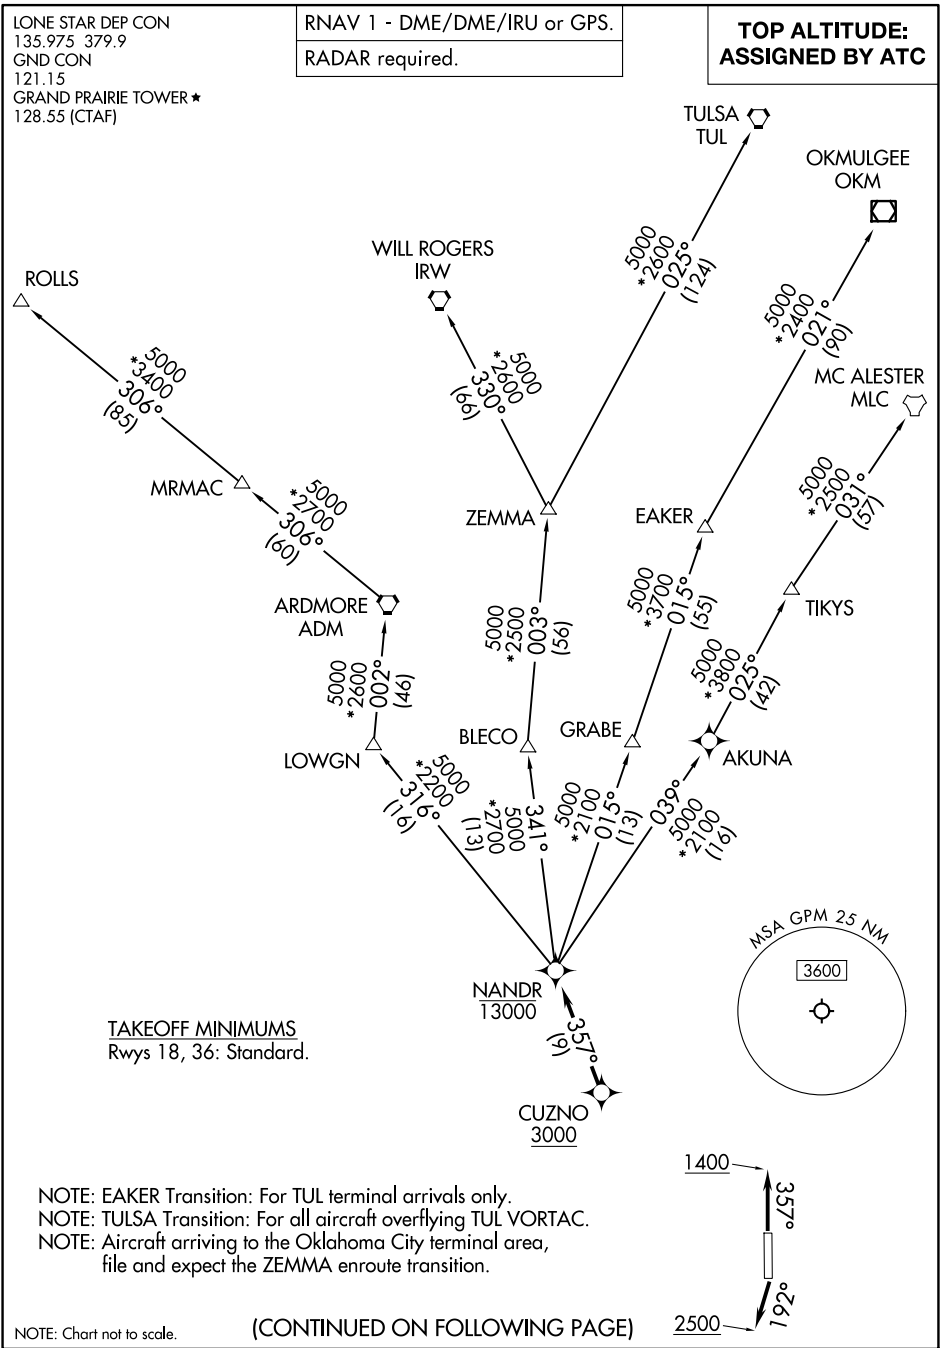 LONE STAR DEP CON
135.975 379.9
GND CON
121.15
GRAND PRAIRIE TOWER ★
128.55 (CTAF)
RNAV 1 - DME/DME/IRU or GPS.
RADAR required.
TOP ALTITUDE:
ASSIGNED BY ATC
TULSA
TUL
OKMULGEE
OKM
WILL ROGERS
IRW
ROLLS
5000
*2600
025°
(124)
5000
*2400
021°
(90)
5000
*3400
306°
(85)
5000
*2600
330°
(66)
MC ALESTER
MLC
MRMAC
5000
*2700
306°
(60)
ZEMMA
EAKER
5000
*2500
031°
(57)
ARDMORE
ADM
5000
*2500
003°
(56)
5000
*3700
015°
(55)
TIKYS
5000
*2600
002°
(46)
5000
*3800
025°
(42)
LOWGN
BLECO
GRABE
AKUNA
5000
*2200
316°
(16)
341°
5000
*2700
(13)
5000
*2100
015°
(13)
039°
5000
*2100
(16)
MSA GPM 25 NM
3600
NANDR
13000
357°
(9)
CUZNO
3000
TAKEOFF MINIMUMS
Rwys 18, 36: Standard.
1400
357°
192°
2500
NOTE: EAKER Transition: For TUL terminal arrivals only.
NOTE: TULSA Transition: For all aircraft overflying TUL VORTAC.
NOTE: Aircraft arriving to the Oklahoma City terminal area,
file and expect the ZEMMA enroute transition.
NOTE: Chart not to scale.
(CONTINUED ON FOLLOWING PAGE)